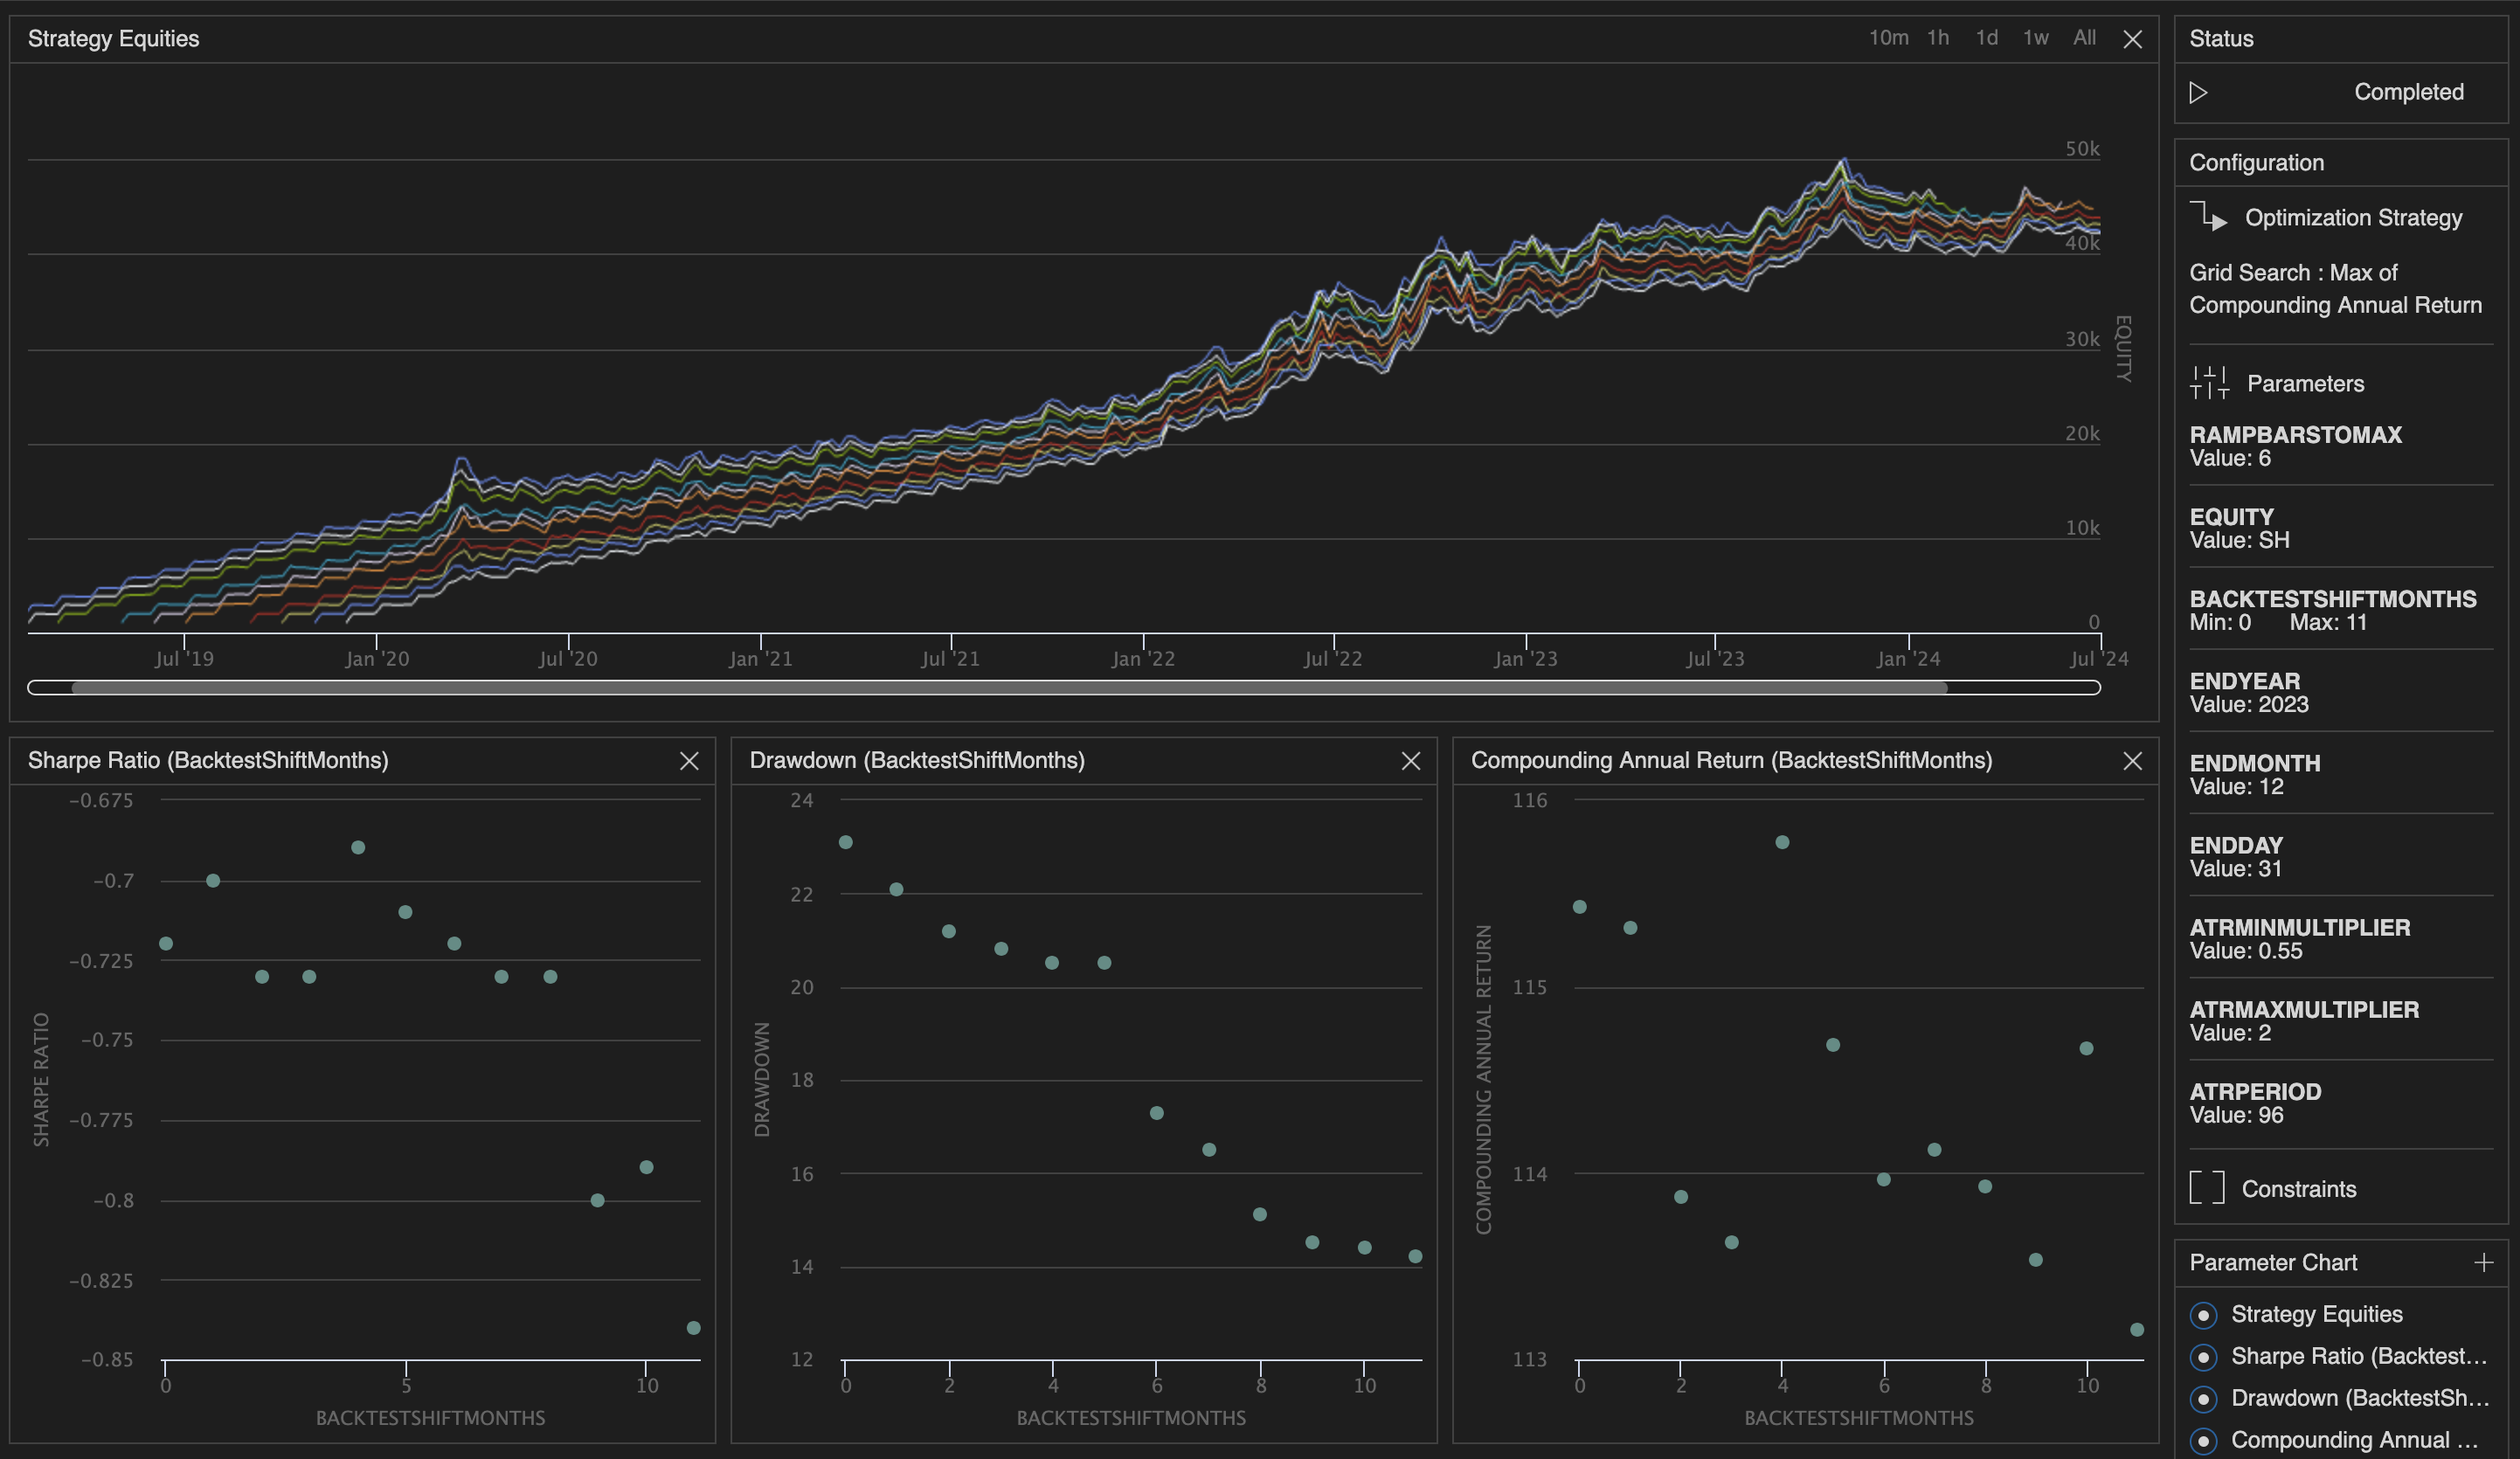 Strategy Equities
10m 1h 1d 1w All
50k
40k
30k
20k
10k
0
EQUITY
Jul '19 Jan '20 Jul '20 Jan '21 Jul '21 Jan '22 Jul '22 Jan '23 Jul '23 Jan '24 Jul '24
Sharpe Ratio (BacktestShiftMonths)
−0.675
−0.7
−0.725
−0.75
−0.775
−0.8
−0.825
−0.85
SHARPE RATIO
0 5 10
BACKTESTSHIFTMONTHS
Drawdown (BacktestShiftMonths)
24
22
20
18
16
14
12
DRAWDOWN
0 2 4 6 8 10
BACKTESTSHIFTMONTHS
Compounding Annual Return (BacktestShiftMonths)
116
115
114
113
COMPOUNDING ANNUAL RETURN
0 2 4 6 8 10
BACKTESTSHIFTMONTHS
Status
Completed
Configuration
Optimization Strategy
Grid Search : Max of
Compounding Annual Return
Parameters
RAMPBARSTOMAX
Value: 6
EQUITY
Value: SH
BACKTESTSHIFTMONTHS
Min: 0 Max: 11
ENDYEAR
Value: 2023
ENDMONTH
Value: 12
ENDDAY
Value: 31
ATRMINMULTIPLIER
Value: 0.55
ATRMAXMULTIPLIER
Value: 2
ATRPERIOD
Value: 96
Constraints
Parameter Chart
Strategy Equities
Sharpe Ratio (Backtest...
Drawdown (BacktestSh...
Compounding Annual ...